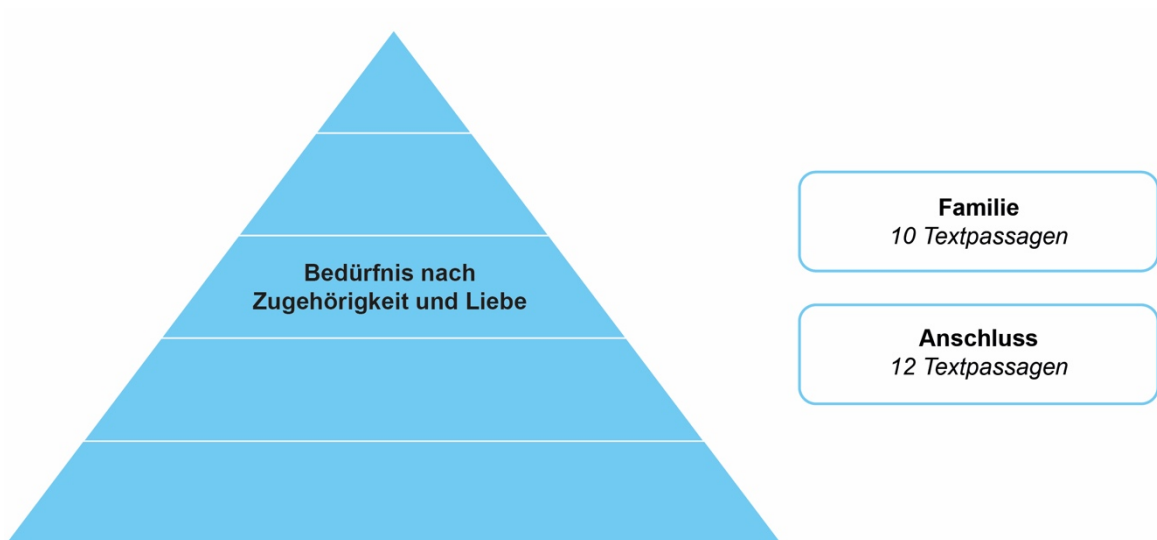 Bedürfnis nach
Zugehörigkeit und Liebe
Familie
10 Textpassagen
Anschluss
12 Textpassagen